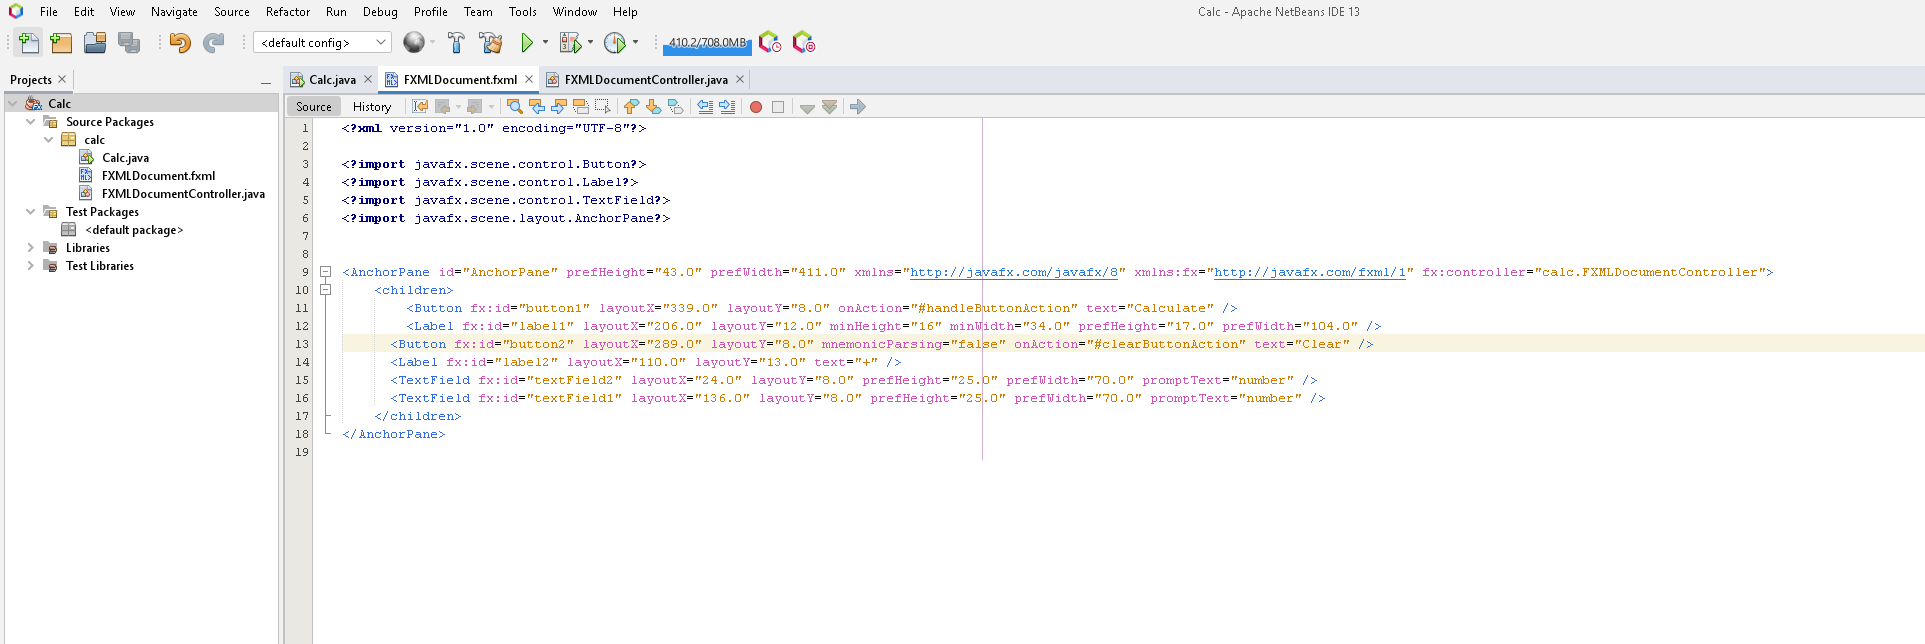 File Edit View Navigate Source Refactor Run Debug Profile Team Tools Window Help
Calc - Apache NetBeans IDE 13
<default config>
410.2/708.0MB
Projects
Calc.java
FXMLDocument.fxml
FXMLDocumentController.java
Calc
Source Packages
calc
Calc.java
FXMLDocument.fxml
FXMLDocumentController.java
Test Packages
<default package>
Libraries
Test Libraries
Source History
1 <?xml version="1.0" encoding="UTF-8"?>
2
3 <?import javafx.scene.control.Button?>
4 <?import javafx.scene.control.Label?>
5 <?import javafx.scene.control.TextField?>
6 <?import javafx.scene.layout.AnchorPane?>
7
8
9 <AnchorPane id="AnchorPane" prefHeight="43.0" prefWidth="411.0" xmlns="http://javafx.com/javafx/8" xmlns:fx="http://javafx.com/fxml/1" fx:controller="calc.FXMLDocumentController">
10 <children>
11 <Button fx:id="button1" layoutX="339.0" layoutY="8.0" onAction="#handleButtonAction" text="Calculate" />
12 <Label fx:id="label1" layoutX="206.0" layoutY="12.0" minHeight="16" minWidth="34.0" prefHeight="17.0" prefWidth="104.0" />
13 <Button fx:id="button2" layoutX="289.0" layoutY="8.0" mnemonicParsing="false" onAction="#clearButtonAction" text="Clear" />
14 <Label fx:id="label2" layoutX="110.0" layoutY="13.0" text="+" />
15 <TextField fx:id="textField2" layoutX="24.0" layoutY="8.0" prefHeight="25.0" prefWidth="70.0" promptText="number" />
16 <TextField fx:id="textField1" layoutX="136.0" layoutY="8.0" prefHeight="25.0" prefWidth="70.0" promptText="number" />
17 </children>
18 </AnchorPane>
19